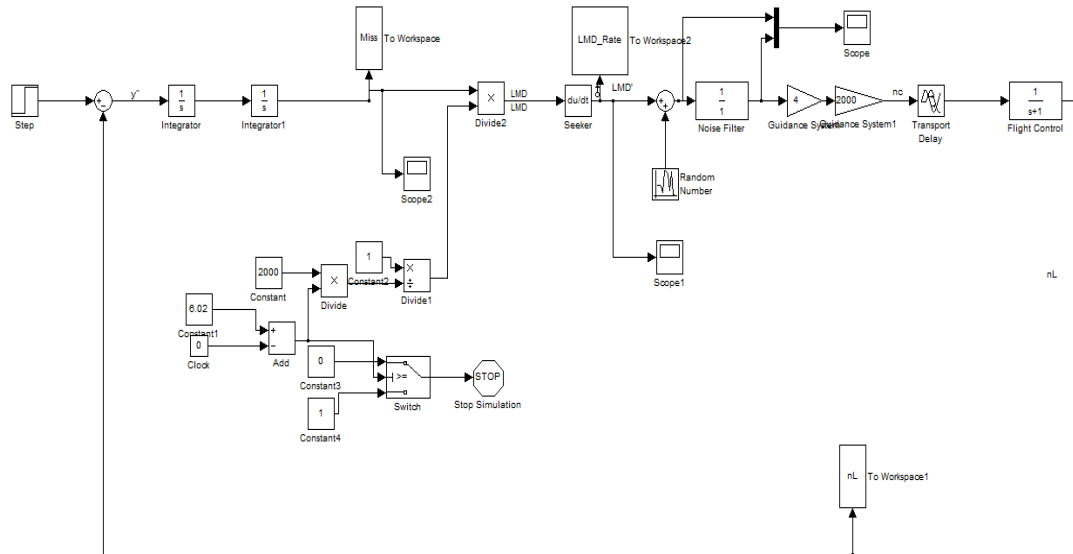 Miss
To Workspace
LMD_Rate
To Workspace2
Scope
Step
y''
1
s
Integrator
1
s
Integrator1
×
Divide2
LMD
LMD
du/dt
Seeker
LMD'
1
1
Noise Filter
4
Guidance System
2000
Guidance System1
nc
Transport
Delay
1
s+1
Flight Control
Scope2
Random
Number
Scope1
2000
Constant
×
Divide
1
Constant2
×
÷
Divide1
nL
6.02
Constant1
0
Clock
+
−
Add
0
Constant3
1
Constant4
>=
Switch
STOP
Stop Simulation
nL
To Workspace1